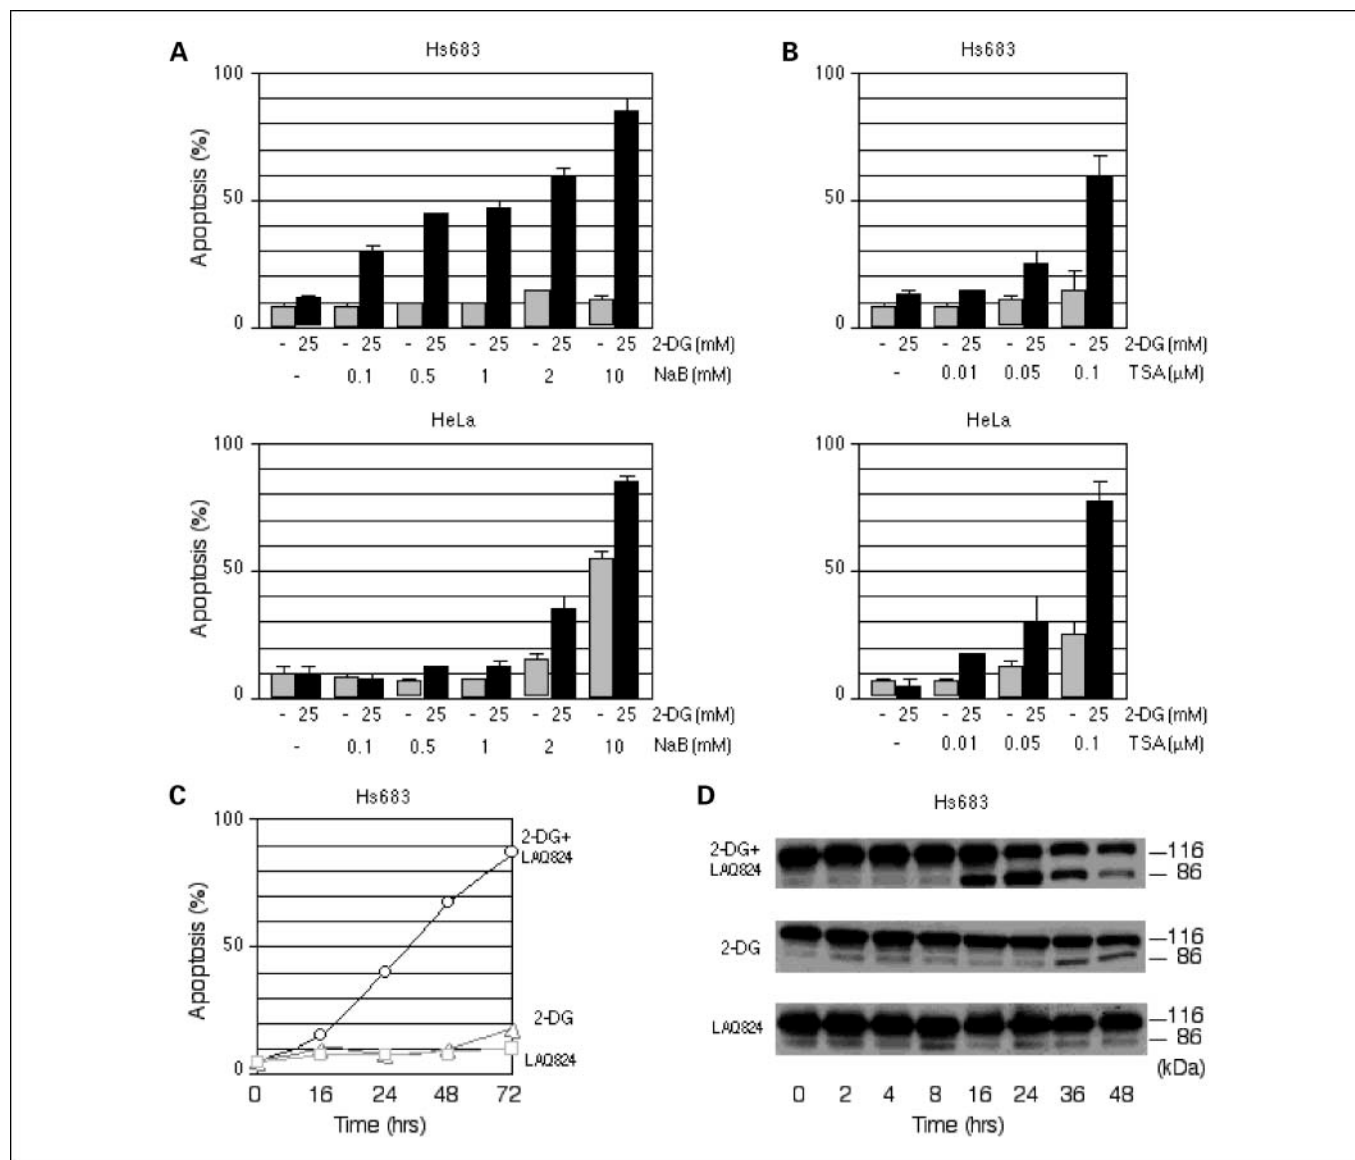 A
Hs683
Apoptosis (%)
100
50
0
- 25 - 25 - 25 - 25 - 25 - 25 2-DG (mM)
- 0.1 0.5 1 2 10 NaB (mM)
HeLa
Apoptosis (%)
100
50
0
- 25 - 25 - 25 - 25 - 25 - 25 2-DG (mM)
- 0.1 0.5 1 2 10 NaB (mM)
B
Hs683
100
50
0
- 25 - 25 - 25 - 25 2-DG (mM)
- 0.01 0.05 0.1 TSA (µM)
HeLa
100
50
0
- 25 - 25 - 25 - 25 2-DG (mM)
- 0.01 0.05 0.1 TSA (µM)
C
Hs683
Apoptosis (%)
100
50
0
2-DG+
LAQ824
2-DG
LAQ824
0 16 24 48 72
Time (hrs)
D
Hs683
2-DG+
LAQ824
116
86
2-DG
116
86
LAQ824
116
86
(kDa)
0 2 4 8 16 24 36 48
Time (hrs)